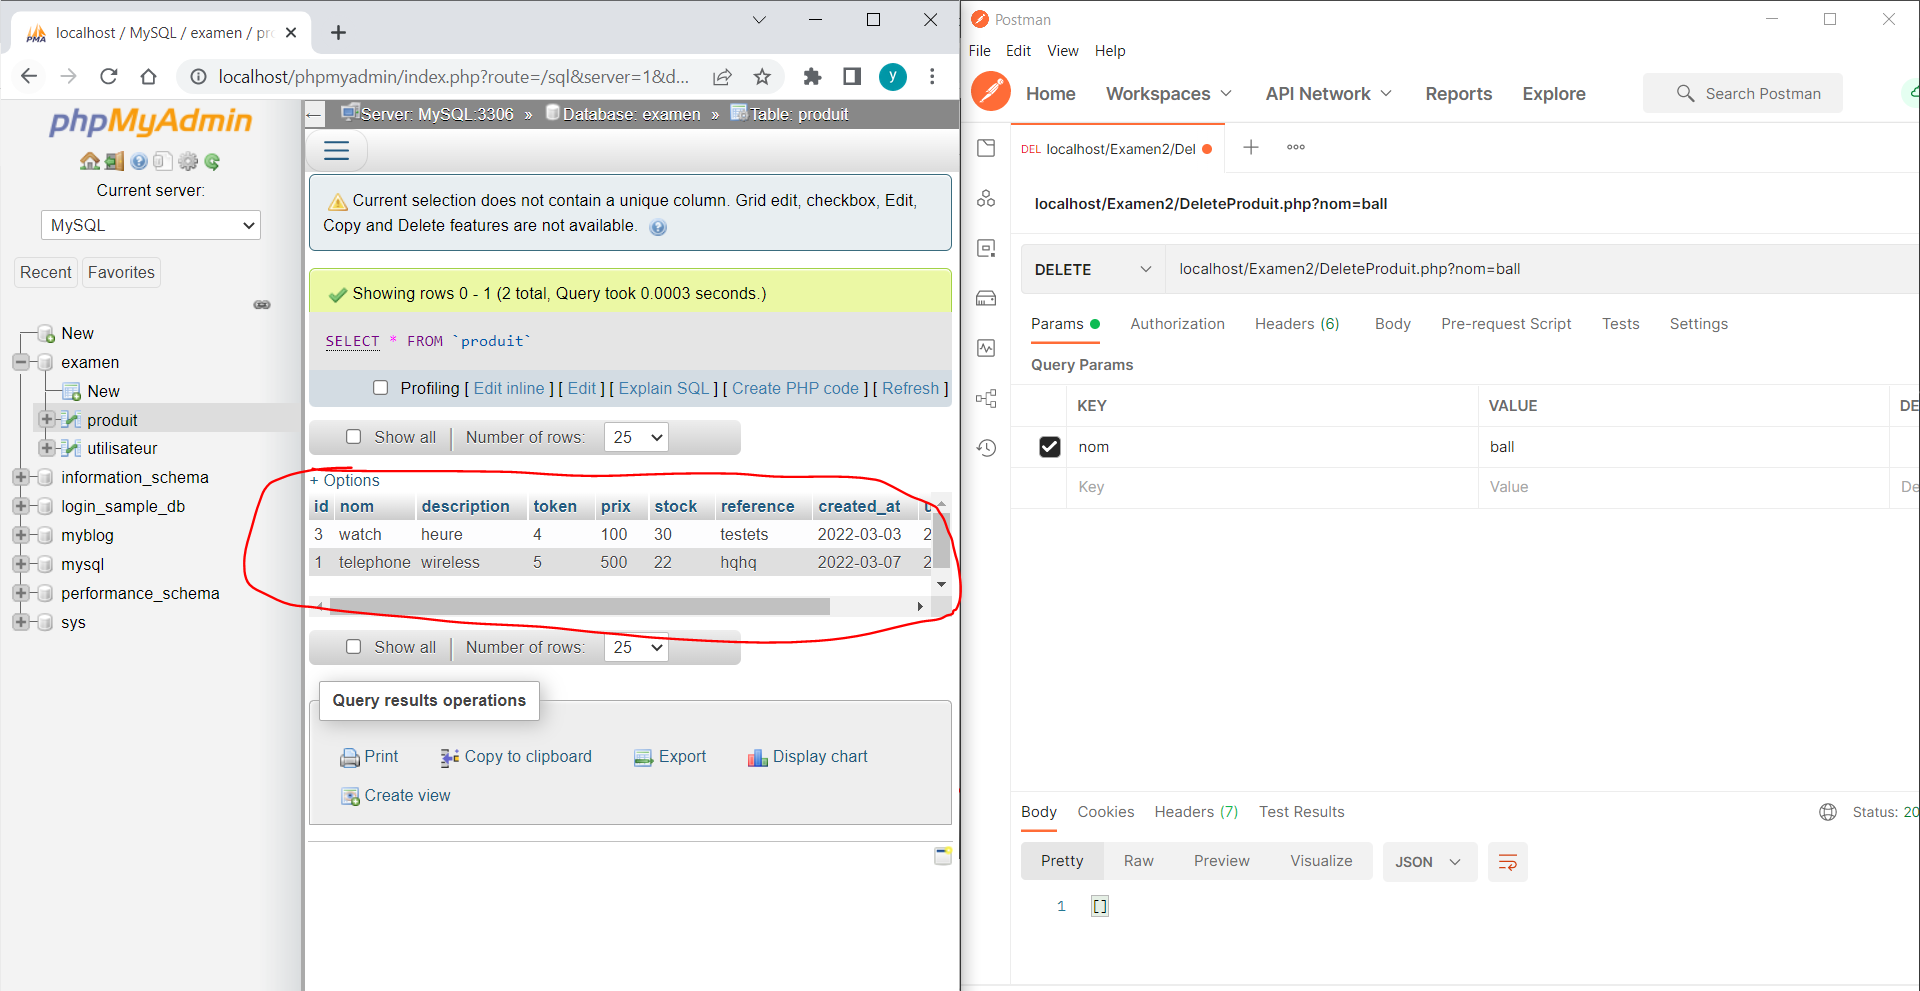 localhost / MySQL / examen / pro
localhost/phpmyadmin/index.php?route=/sql&server=1&d...
y
phpMyAdmin
Current server:
MySQL
Recent
Favorites
New
examen
New
produit
utilisateur
information_schema
login_sample_db
myblog
mysql
performance_schema
sys
Server: MySQL:3306 » Database: examen » Table: produit
Current selection does not contain a unique column. Grid edit, checkbox, Edit,
Copy and Delete features are not available.
Showing rows 0 - 1 (2 total, Query took 0.0003 seconds.)
SELECT * FROM `produit`
Profiling [ Edit inline ] [ Edit ] [ Explain SQL ] [ Create PHP code ] [ Refresh ]
Show all | Number of rows: 25
+ Options
id nom description token prix stock reference created_at
3 watch heure 4 100 30 testets 2022-03-03 2
1 telephone wireless 5 500 22 hqhq 2022-03-07 2
Show all | Number of rows: 25
Query results operations
Print Copy to clipboard Export Display chart
Create view
Postman
File Edit View Help
Home Workspaces API Network Reports Explore Search Postman
DEL localhost/Examen2/Del
localhost/Examen2/DeleteProduit.php?nom=ball
DELETE localhost/Examen2/DeleteProduit.php?nom=ball
Params Authorization Headers (6) Body Pre-request Script Tests Settings
Query Params
KEY VALUE DE
nom ball
Key Value De
Body Cookies Headers (7) Test Results Status: 20
Pretty Raw Preview Visualize JSON
1 []